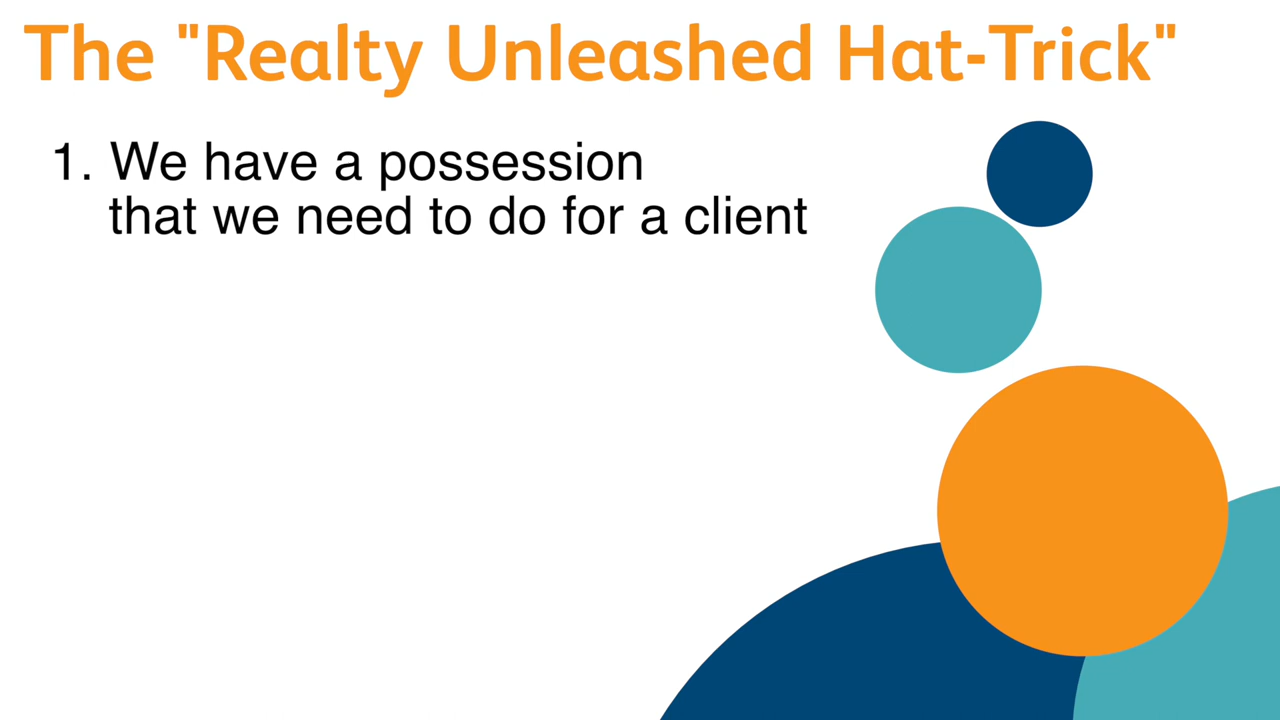 The "Realty Unleashed Hat-Trick"
1. We have a possession
that we need to do for a client